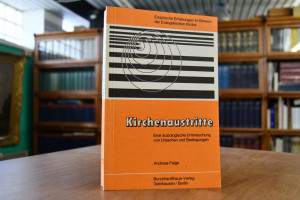 Empirische Erhebungen im Bereich
der Evangelischen Kirche
Kirchenaustritte
Eine soziologische Untersuchung
von Ursachen und Bedingungen
Andreas Feige
Burckhardthaus-Verlag
Gelnhausen/Berlin